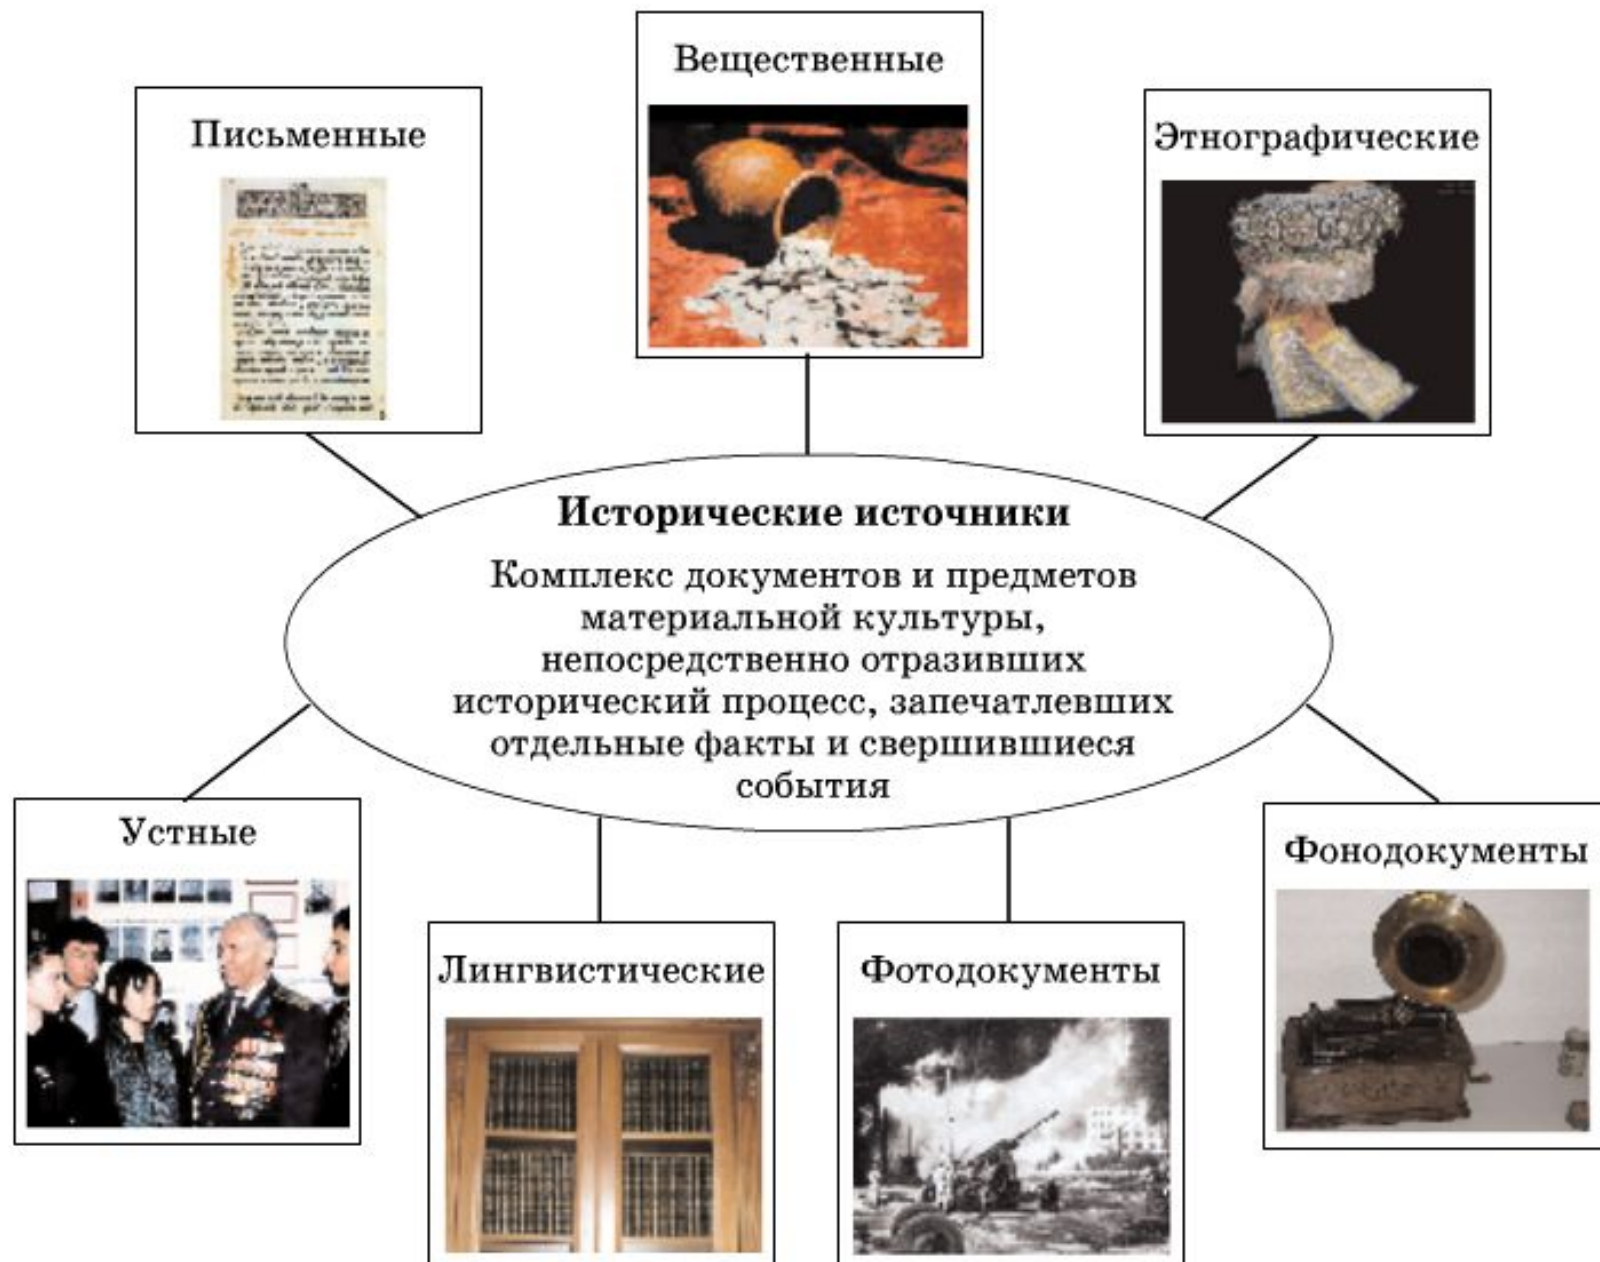 Вещественные
Письменные
Этнографические
Исторические источники
Комплекс документов и предметов
материальной культуры,
непосредственно отразивших
исторический процесс, запечатлевших
отдельные факты и свершившиеся
события
Устные
Фонодокументы
Лингвистические
Фотодокументы